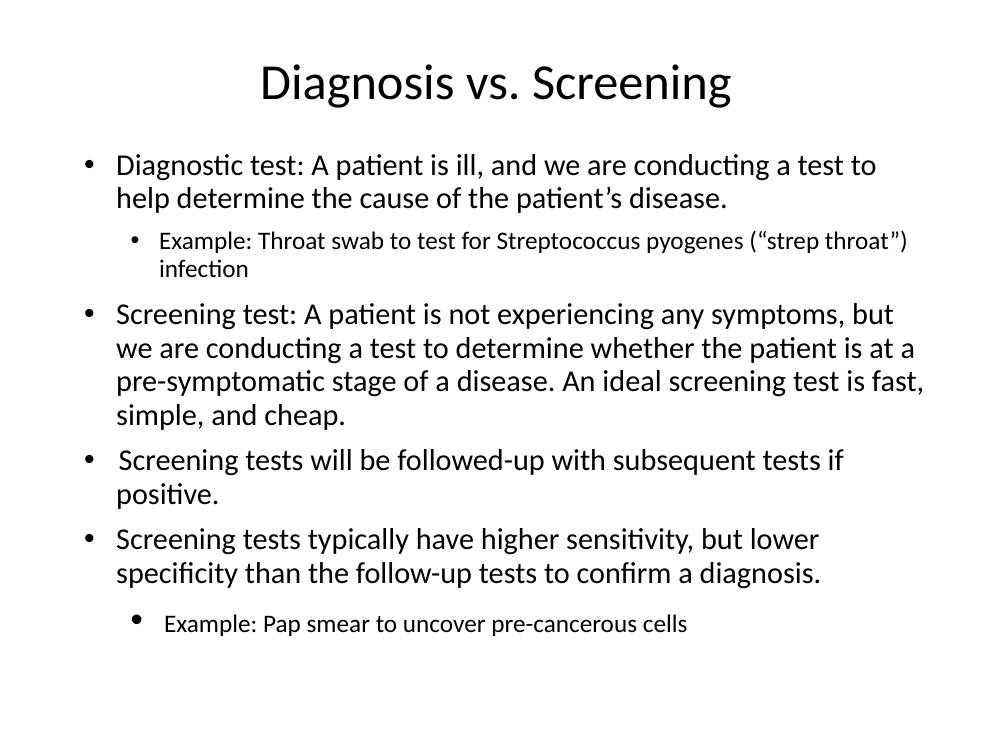 Diagnosis vs. Screening
• Diagnostic test: A patient is ill, and we are conducting a test to
help determine the cause of the patient’s disease.
• Example: Throat swab to test for Streptococcus pyogenes (“strep throat”)
infection
• Screening test: A patient is not experiencing any symptoms, but
we are conducting a test to determine whether the patient is at a
pre-symptomatic stage of a disease. An ideal screening test is fast,
simple, and cheap.
• Screening tests will be followed-up with subsequent tests if
positive.
• Screening tests typically have higher sensitivity, but lower
specificity than the follow-up tests to confirm a diagnosis.
• Example: Pap smear to uncover pre-cancerous cells